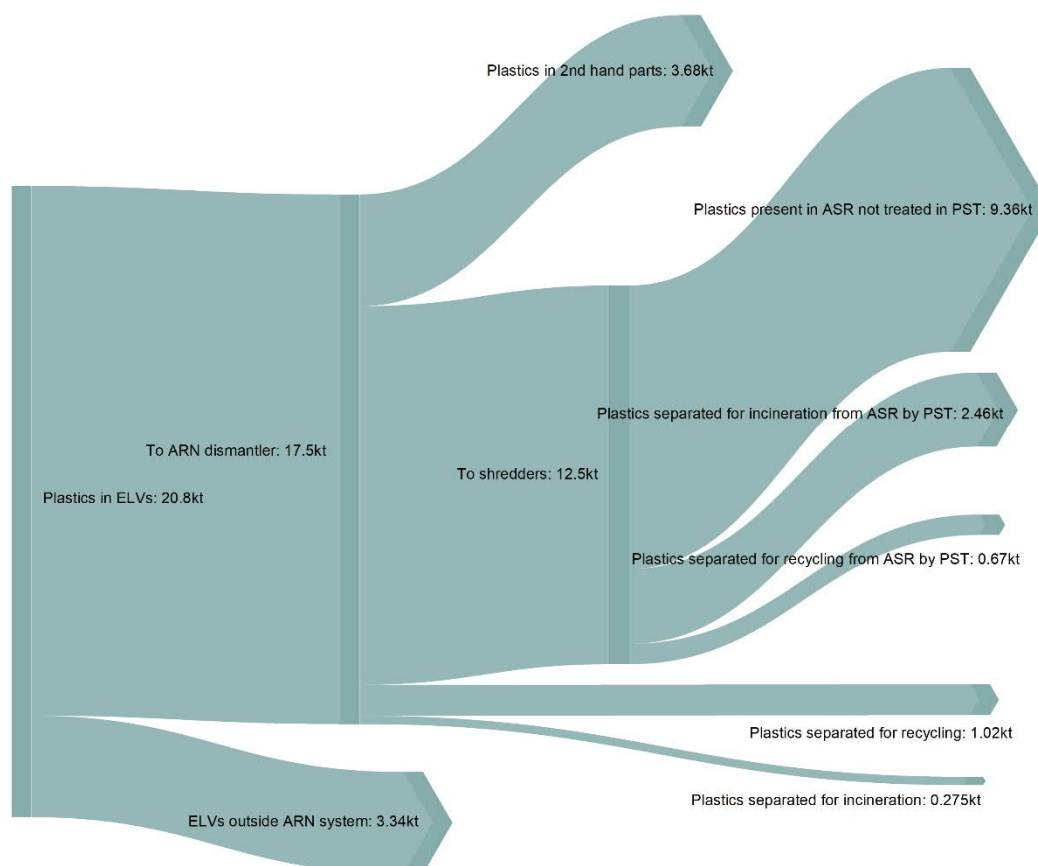 Plastics in 2nd hand parts: 3.68kt
Plastics present in ASR not treated in PST: 9.36kt
Plastics separated for incineration from ASR by PST: 2.46kt
To ARN dismantler: 17.5kt
To shredders: 12.5kt
Plastics in ELVs: 20.8kt
Plastics separated for recycling from ASR by PST: 0.67kt
Plastics separated for recycling: 1.02kt
Plastics separated for incineration: 0.275kt
ELVs outside ARN system: 3.34kt